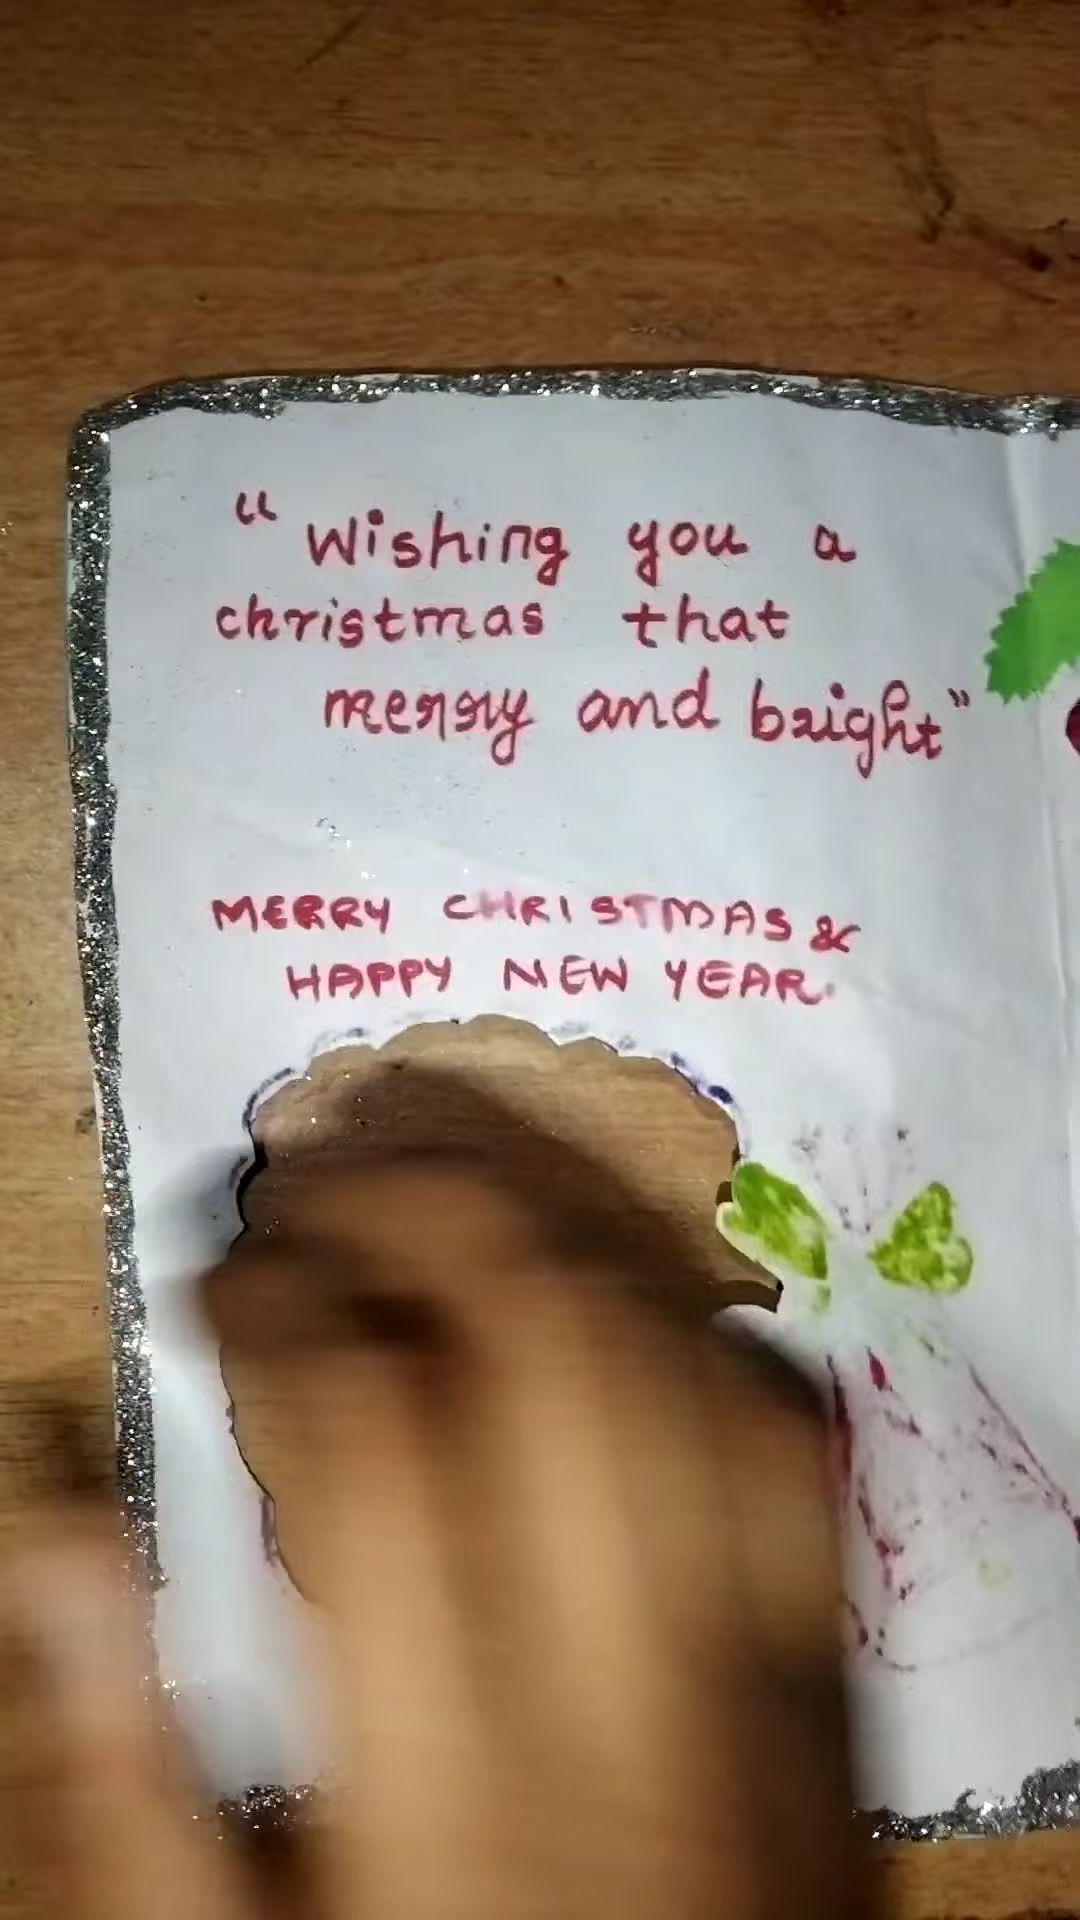 “ Wishing you a
christmas that
merry and bright”
MERRY CHRISTMAS &
HAPPY NEW YEAR.